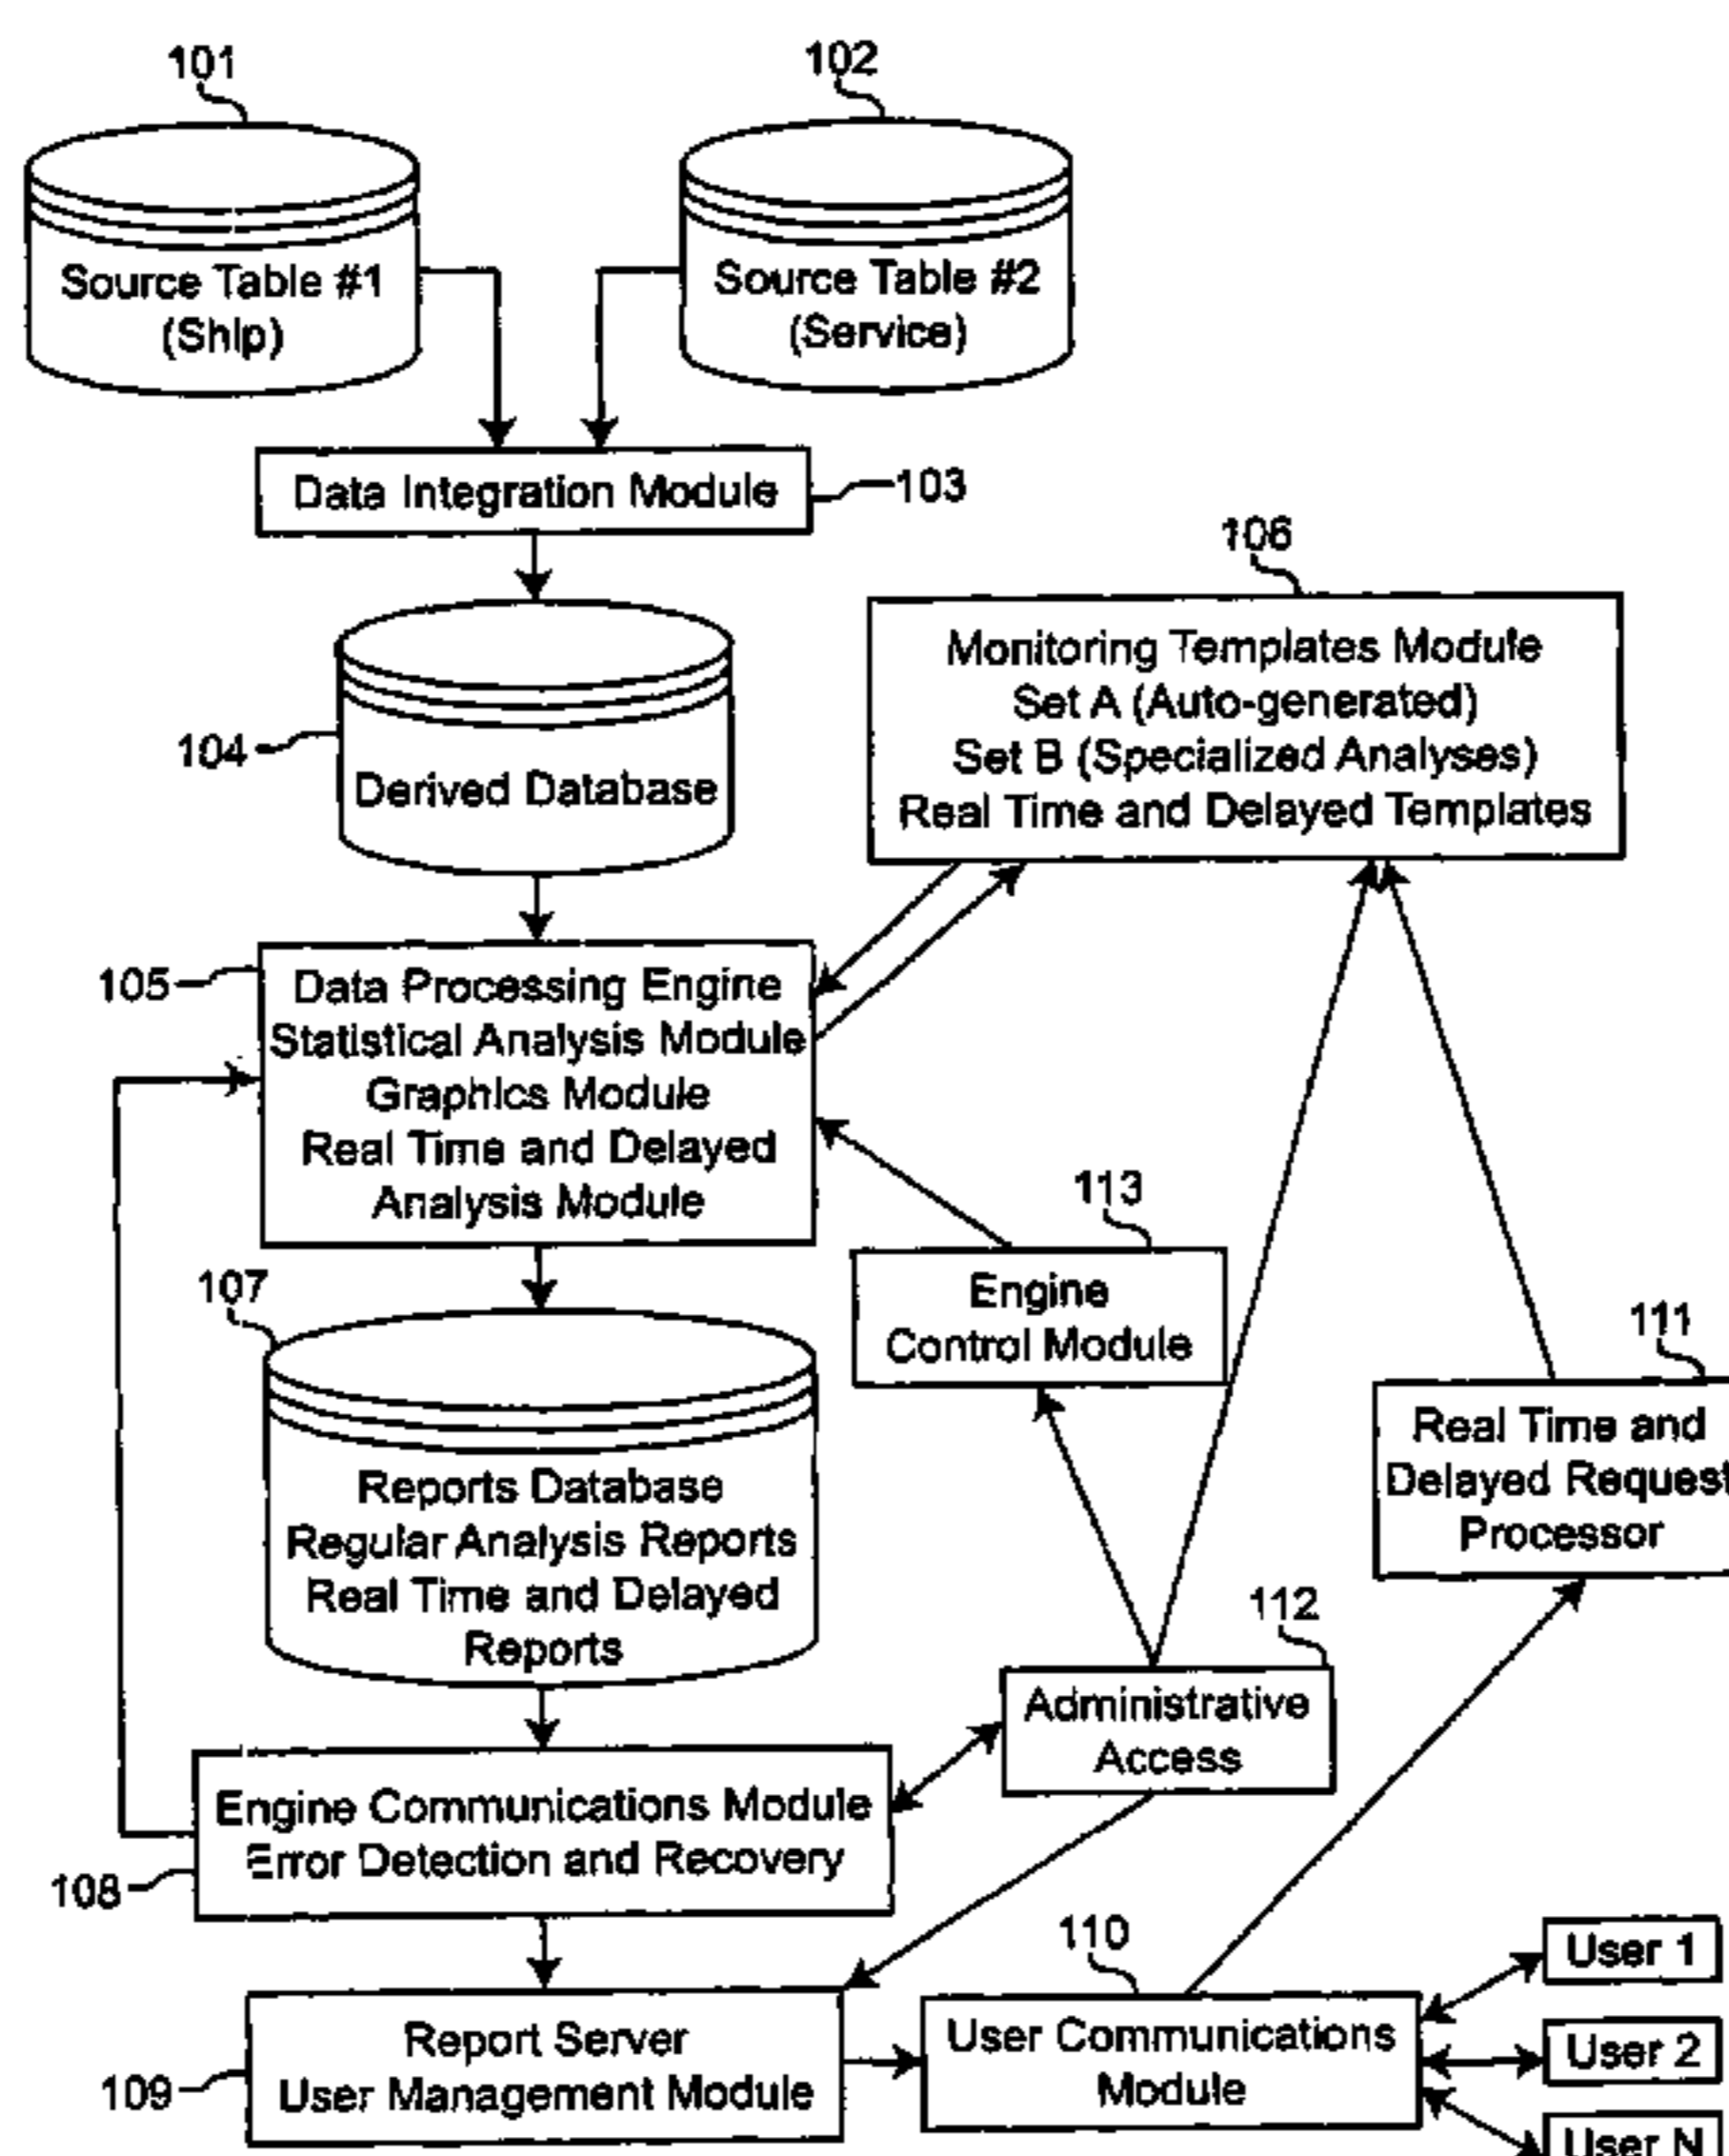 101
102
Source Table #1
(Ship)
Source Table #2
(Service)
Data Integration Module
103
106
Monitoring Templates Module
Set A (Auto-generated)
Set B (Specialized Analyses)
Real Time and Delayed Templates
104
Derived Database
105
Data Processing Engine
Statistical Analysis Module
Graphics Module
Real Time and Delayed
Analysis Module
113
Engine
Control Module
107
Reports Database
Regular Analysis Reports
Real Time and Delayed
Reports
111
Real Time and
Delayed Request
Processor
112
Administrative
Access
Engine Communications Module
Error Detection and Recovery
108
110
User 1
Report Server
User Management Module
109
User Communications
Module
User 2
User N